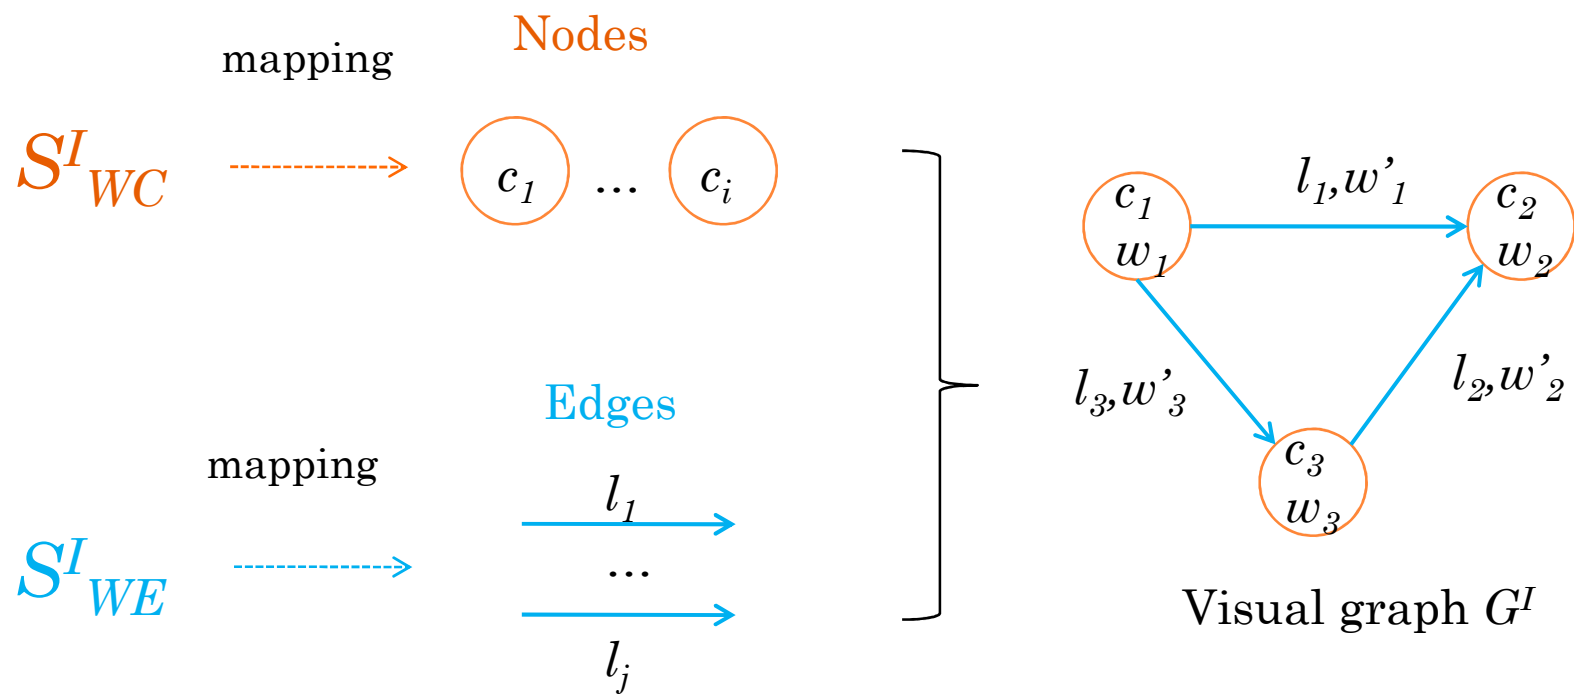 Nodes
mapping
S^I_WC
c_1 ... c_i
Edges
mapping
l_1
S^I_WE
...
l_j
l_1,w'_1
c_1
w_1
c_2
w_2
l_3,w'_3
l_2,w'_2
c_3
w_3
Visual graph G^I